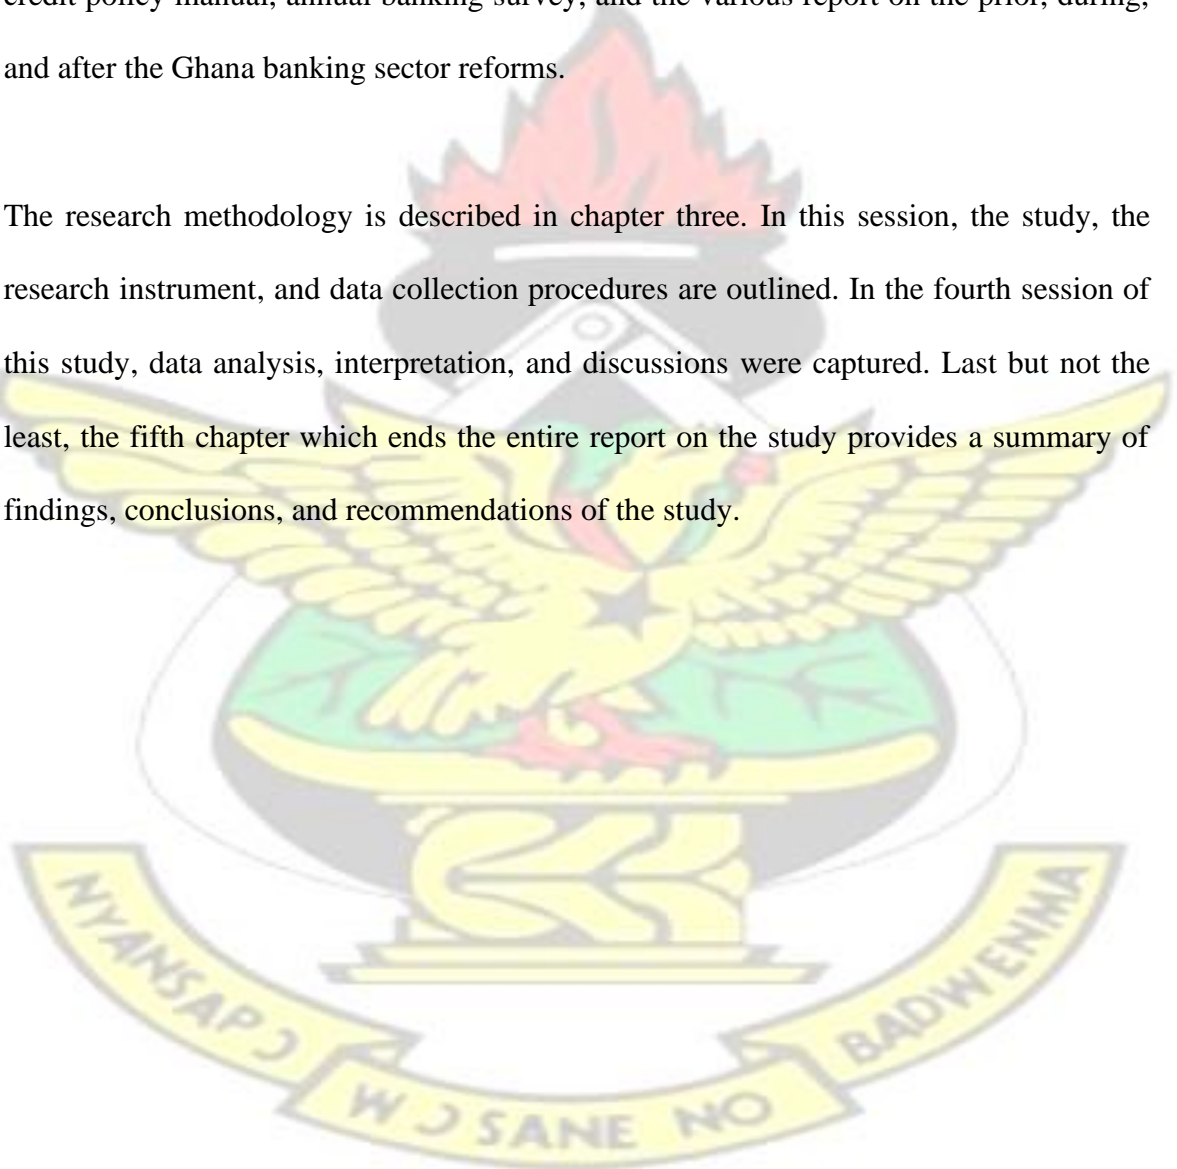 credit policy manual, annual banking survey, and the various report on the prior, during,
and after the Ghana banking sector reforms.
The research methodology is described in chapter three. In this session, the study, the
research instrument, and data collection procedures are outlined. In the fourth session of
this study, data analysis, interpretation, and discussions were captured. Last but not the
least, the fifth chapter which ends the entire report on the study provides a summary of
findings, conclusions, and recommendations of the study.
NYANSAPƆ WƆSANE NO BADWENMA